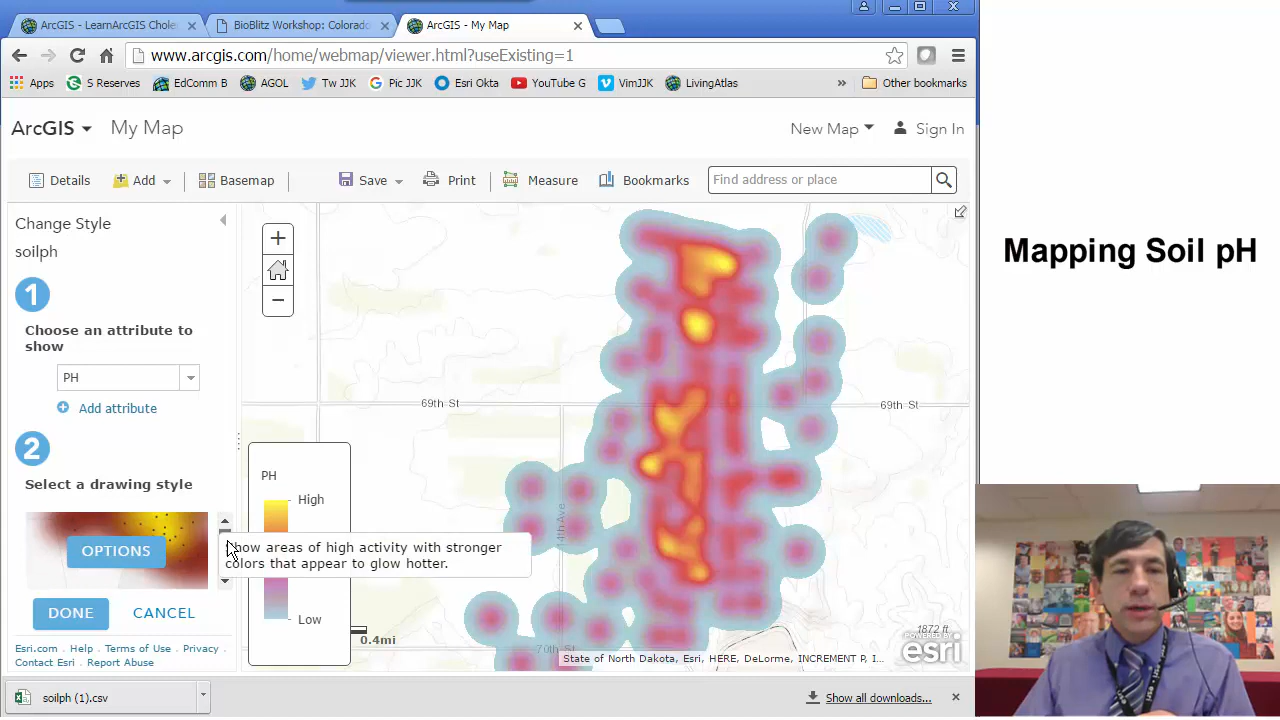 ArcGIS - LearnArcGIS Chole
BioBlitz Workshop: Colorado
ArcGIS - My Map
www.arcgis.com/home/webmap/viewer.html?useExisting=1
Apps
S Reserves
EdComm B
AGOL
Tw JJK
Pic JJK
Esri Okta
YouTube G
VimJJK
LivingAtlas
»
Other bookmarks
ArcGIS
My Map
New Map
Sign In
Details
Add
Basemap
Save
Print
Measure
Bookmarks
Find address or place
Change Style
soilph
1
Choose an attribute to
show
PH
Add attribute
2
Select a drawing style
OPTIONS
DONE
CANCEL
Esri.com . Help . Terms of Use . Privacy .
Contact Esri . Report Abuse
69th St
69th St
PH
High
Show areas of high activity with stronger
colors that appear to glow hotter.
Low
0.4mi
70th St
1872 ft
POWERED BY
esri
State of North Dakota, Esri, HERE, DeLorme, INCREMENT P, I...
soilph (1).csv
Show all downloads...
Mapping Soil pH